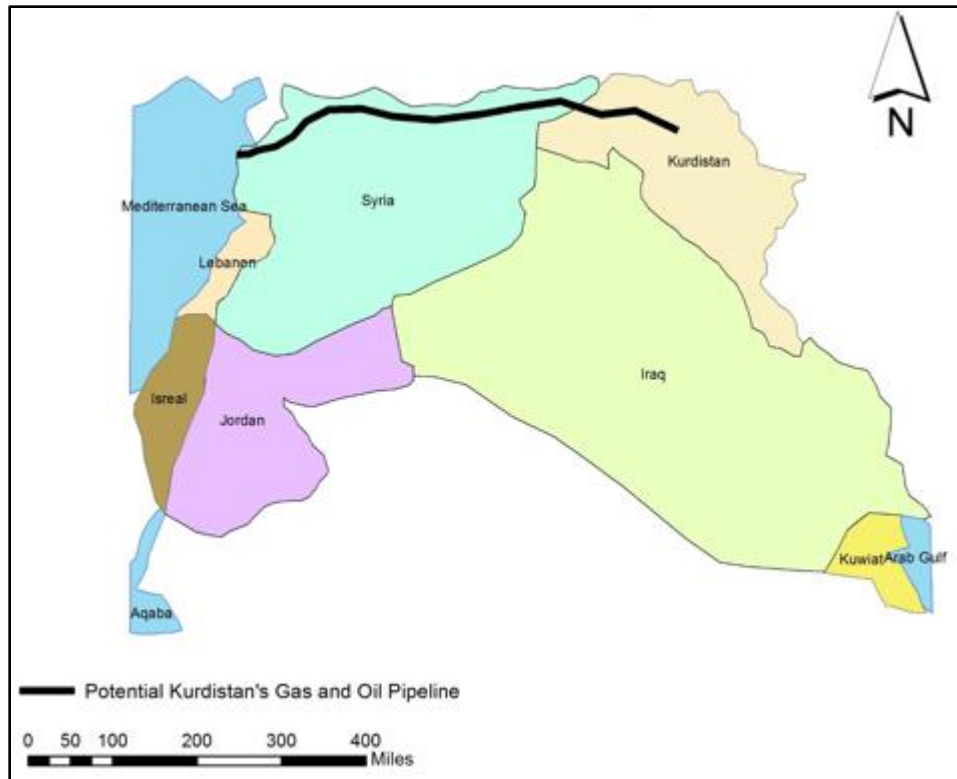 N
Kurdistan
Syria
Mediterranean Sea
Lebanon
Iraq
Isreal
Jordan
Kuwiat
Arab Gulf
Aqaba
Potential Kurdistan's Gas and Oil Pipeline
0 50 100 200 300 400
Miles